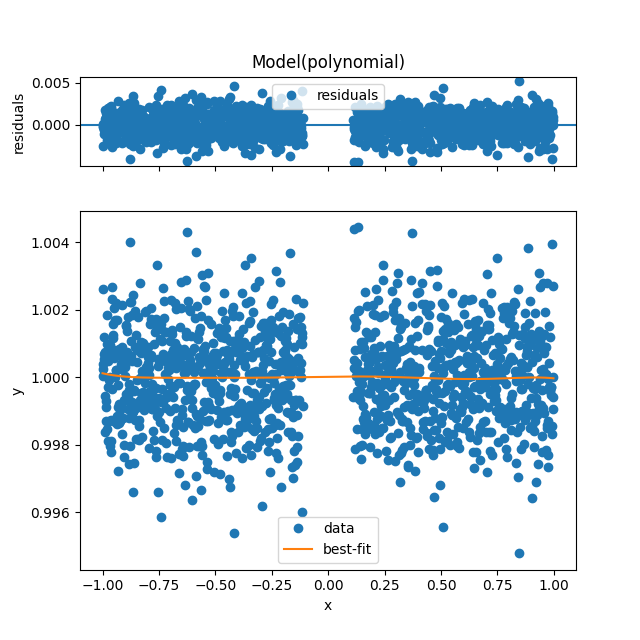 Model(polynomial)
0.005
0.000
residuals
residuals
1.004
1.002
1.000
0.998
0.996
y
data
best-fit
−1.00 −0.75 −0.50 −0.25 0.00 0.25 0.50 0.75 1.00
x